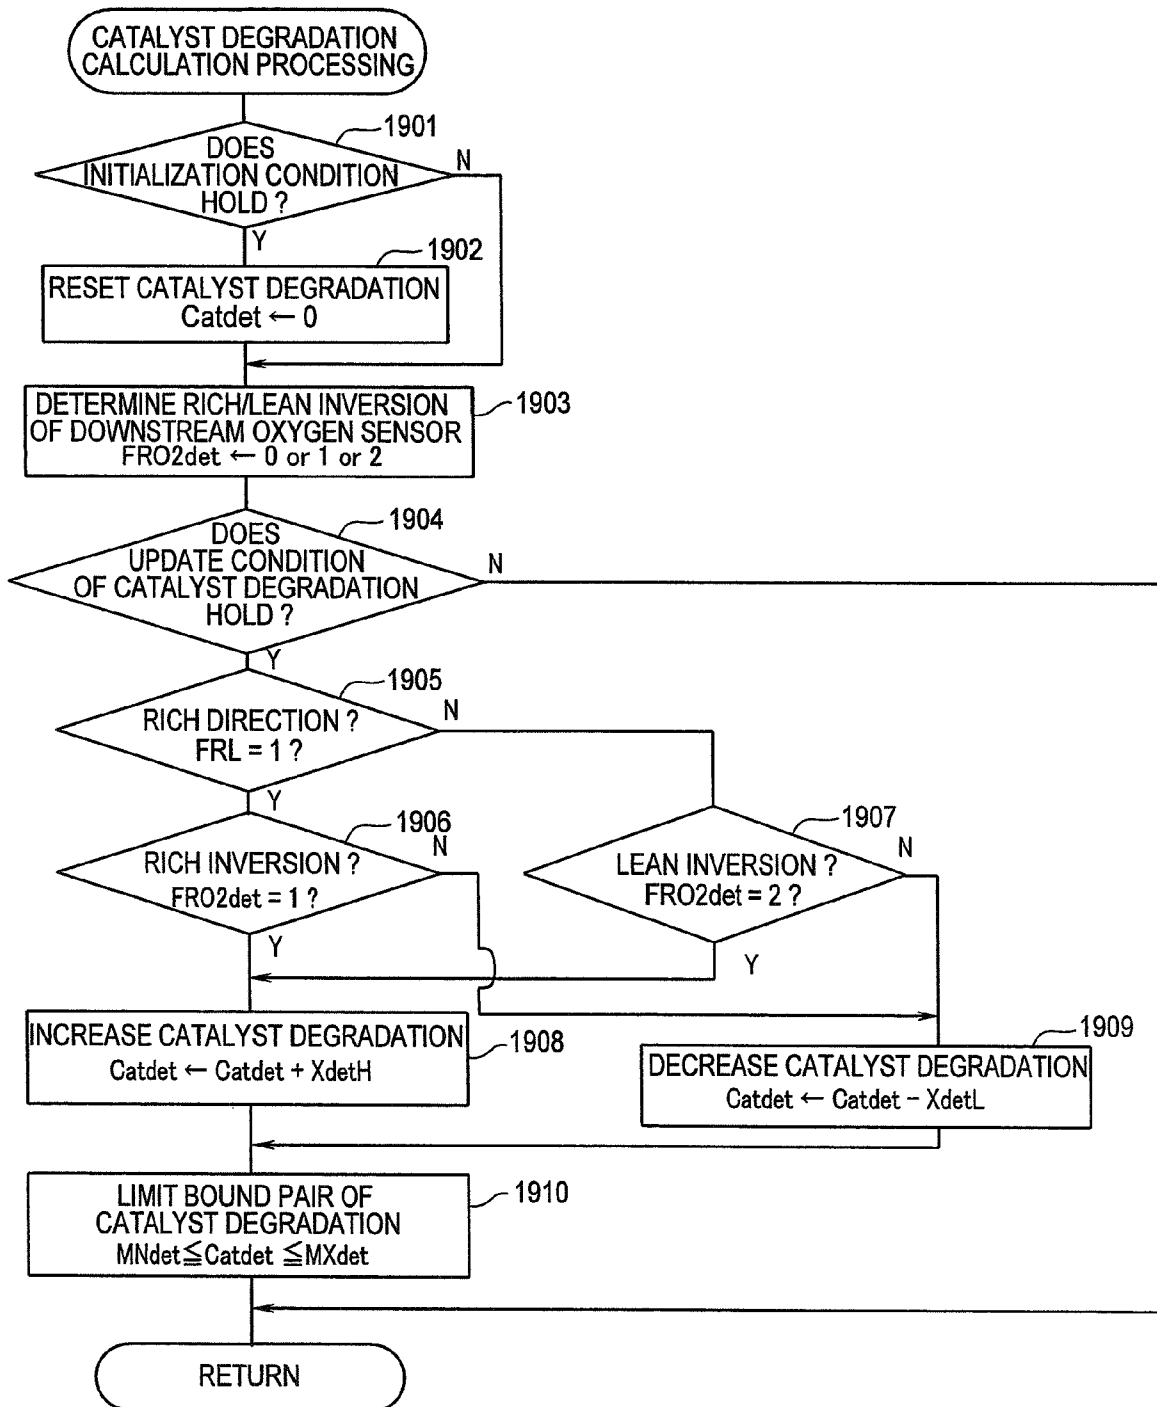 CATALYST DEGRADATION
CALCULATION PROCESSING
1901
DOES
INITIALIZATION CONDITION
HOLD ?
N
Y
1902
RESET CATALYST DEGRADATION
Catdet ← 0
DETERMINE RICH/LEAN INVERSION
OF DOWNSTREAM OXYGEN SENSOR
FRO2det ← 0 or 1 or 2
1903
1904
DOES
UPDATE CONDITION
OF CATALYST DEGRADATION
HOLD ?
N
Y
1905
RICH DIRECTION ?
FRL = 1 ?
N
Y
1906
RICH INVERSION ?
FRO2det = 1 ?
N
Y
1907
LEAN INVERSION ?
FRO2det = 2 ?
N
Y
INCREASE CATALYST DEGRADATION
Catdet ← Catdet + XdetH
1908
1909
DECREASE CATALYST DEGRADATION
Catdet ← Catdet − XdetL
LIMIT BOUND PAIR OF
CATALYST DEGRADATION
MNdet≦Catdet ≦MXdet
1910
RETURN